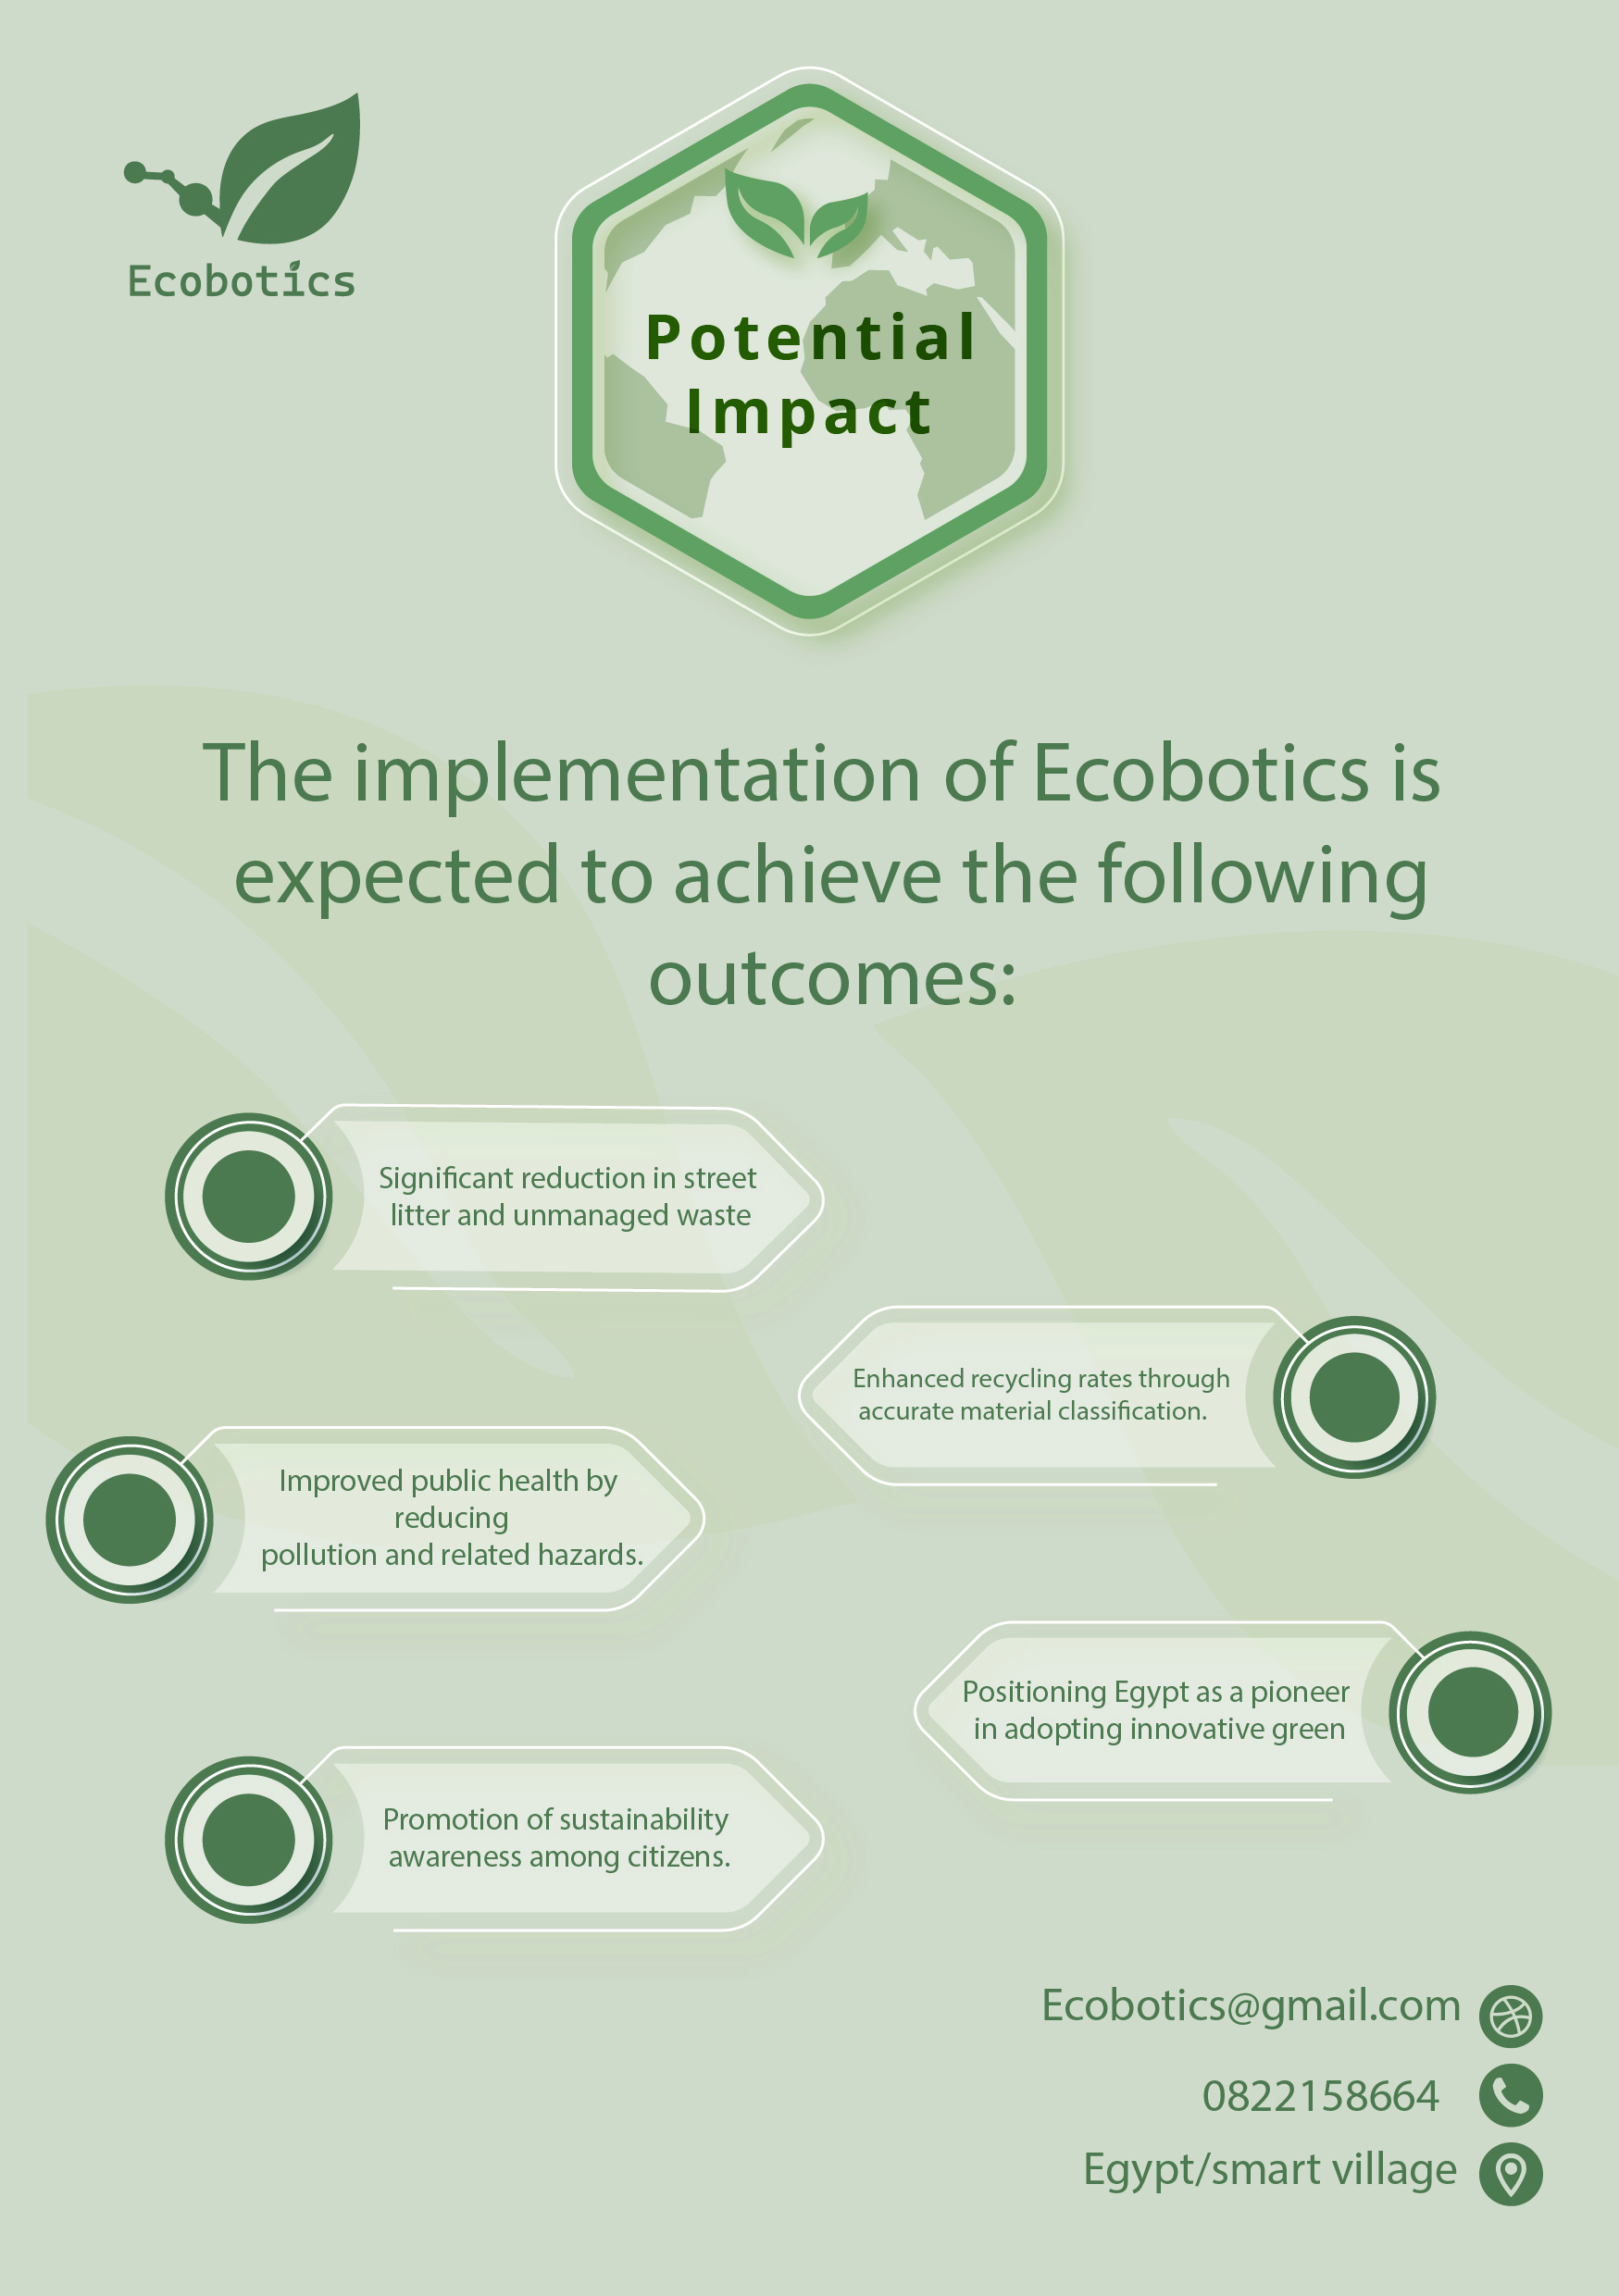 Ecobotics
Potential
Impact
The implementation of Ecobotics is
expected to achieve the following
outcomes:
Significant reduction in street
litter and unmanaged waste
Enhanced recycling rates through
accurate material classification.
Improved public health by
reducing
pollution and related hazards.
Positioning Egypt as a pioneer
in adopting innovative green
Promotion of sustainability
awareness among citizens.
Ecobotics@gmail.com
0822158664
Egypt/smart village